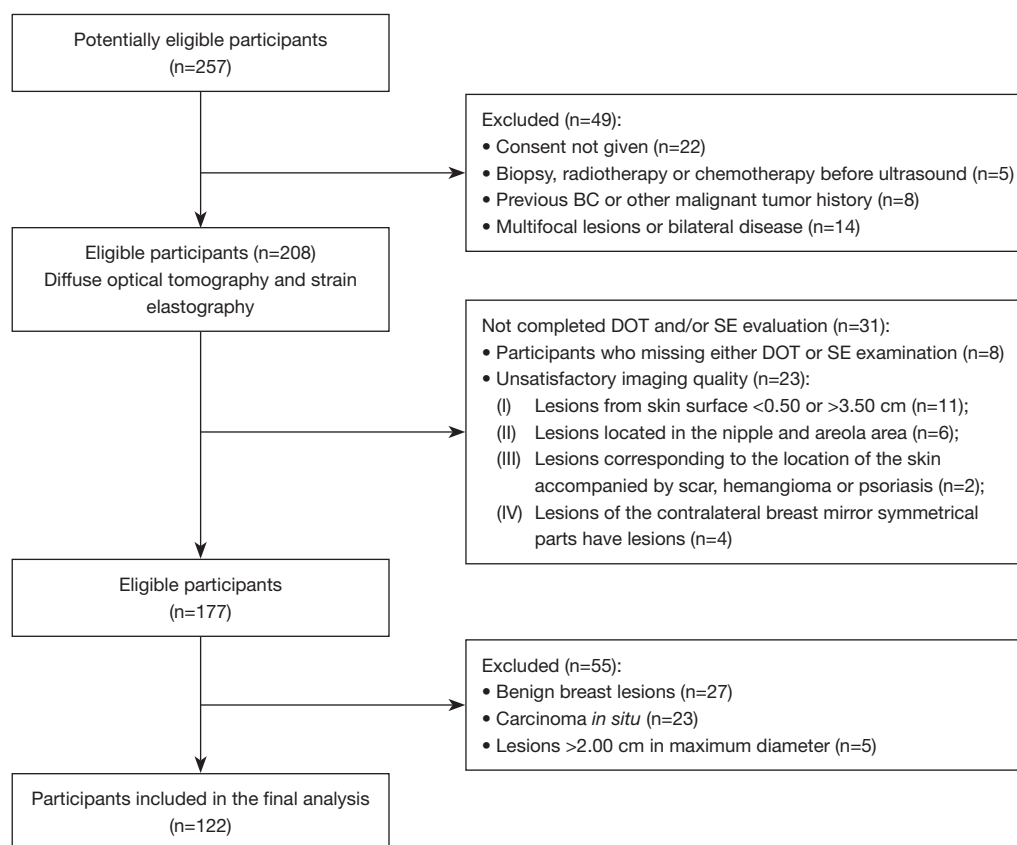 Potentially eligible participants
(n=257)
Excluded (n=49):
• Consent not given (n=22)
• Biopsy, radiotherapy or chemotherapy before ultrasound (n=5)
• Previous BC or other malignant tumor history (n=8)
• Multifocal lesions or bilateral disease (n=14)
Eligible participants (n=208)
Diffuse optical tomography and strain
elastography
Not completed DOT and/or SE evaluation (n=31):
• Participants who missing either DOT or SE examination (n=8)
• Unsatisfactory imaging quality (n=23):
(I) Lesions from skin surface <0.50 or >3.50 cm (n=11);
(II) Lesions located in the nipple and areola area (n=6);
(III) Lesions corresponding to the location of the skin
accompanied by scar, hemangioma or psoriasis (n=2);
(IV) Lesions of the contralateral breast mirror symmetrical
parts have lesions (n=4)
Eligible participants
(n=177)
Excluded (n=55):
• Benign breast lesions (n=27)
• Carcinoma in situ (n=23)
• Lesions >2.00 cm in maximum diameter (n=5)
Participants included in the final analysis
(n=122)